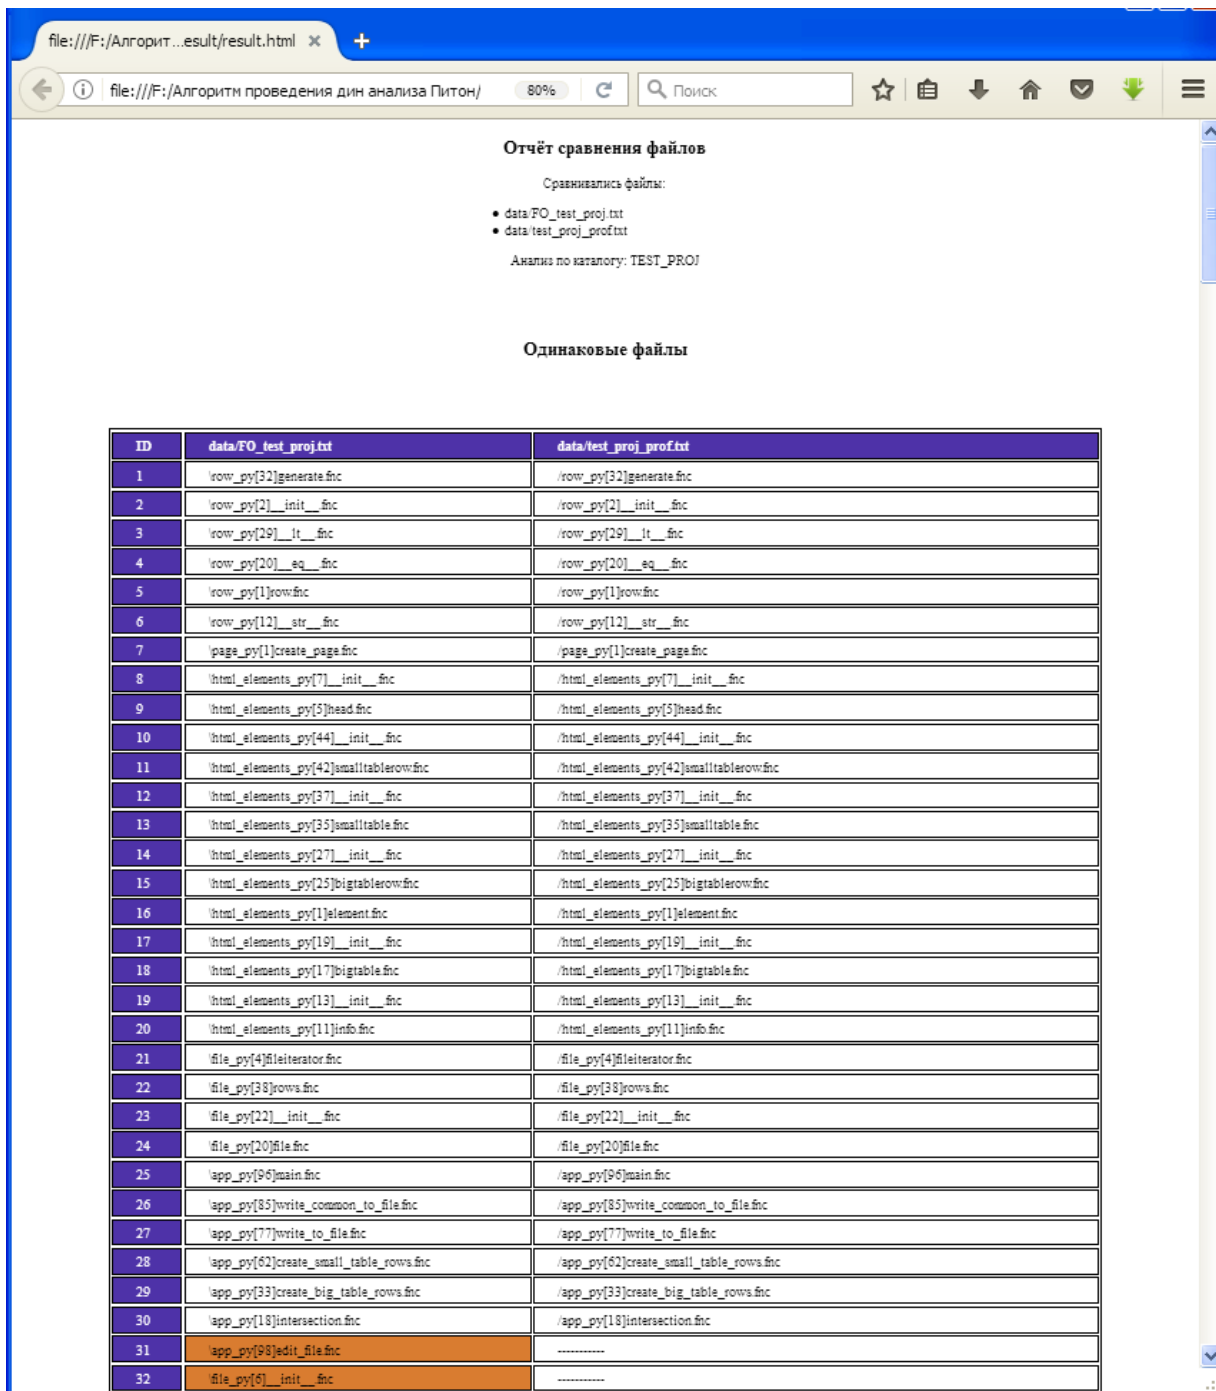 file:///F:/Алгорит...esult/result.html
file:///F:/Алгоритм проведения дин анализа Питон/ 80% Поиск
Отчёт сравнения файлов
Сравнивались файлы:
• data/FO_test_proj.txt
• data/test_proj_prof.txt
Анализ по каталогу: TEST_PROJ
Одинаковые файлы
ID data/FO_test_proj.txt data/test_proj_prof.txt
1 \row_py[32]generate.fnc /row_py[32]generate.fnc
2 \row_py[2]__init__.fnc /row_py[2]__init__.fnc
3 \row_py[29]__lt__.fnc /row_py[29]__lt__.fnc
4 \row_py[20]__eq__.fnc /row_py[20]__eq__.fnc
5 \row_py[1]row.fnc /row_py[1]row.fnc
6 \row_py[12]__str__.fnc /row_py[12]__str__.fnc
7 \page_py[1]create_page.fnc /page_py[1]create_page.fnc
8 \html_elements_py[7]__init__.fnc /html_elements_py[7]__init__.fnc
9 \html_elements_py[5]head.fnc /html_elements_py[5]head.fnc
10 \html_elements_py[44]__init__.fnc /html_elements_py[44]__init__.fnc
11 \html_elements_py[42]smalltablerow.fnc /html_elements_py[42]smalltablerow.fnc
12 \html_elements_py[37]__init__.fnc /html_elements_py[37]__init__.fnc
13 \html_elements_py[35]smalltable.fnc /html_elements_py[35]smalltable.fnc
14 \html_elements_py[27]__init__.fnc /html_elements_py[27]__init__.fnc
15 \html_elements_py[25]bigtablerow.fnc /html_elements_py[25]bigtablerow.fnc
16 \html_elements_py[1]element.fnc /html_elements_py[1]element.fnc
17 \html_elements_py[19]__init__.fnc /html_elements_py[19]__init__.fnc
18 \html_elements_py[17]bigtable.fnc /html_elements_py[17]bigtable.fnc
19 \html_elements_py[13]__init__.fnc /html_elements_py[13]__init__.fnc
20 \html_elements_py[11]info.fnc /html_elements_py[11]info.fnc
21 \file_py[4]fileiterator.fnc /file_py[4]fileiterator.fnc
22 \file_py[38]rows.fnc /file_py[38]rows.fnc
23 \file_py[22]__init__.fnc /file_py[22]__init__.fnc
24 \file_py[20]file.fnc /file_py[20]file.fnc
25 \app_py[96]main.fnc /app_py[96]main.fnc
26 \app_py[85]write_common_to_file.fnc /app_py[85]write_common_to_file.fnc
27 \app_py[77]write_to_file.fnc /app_py[77]write_to_file.fnc
28 \app_py[62]create_small_table_rows.fnc /app_py[62]create_small_table_rows.fnc
29 \app_py[33]create_big_table_rows.fnc /app_py[33]create_big_table_rows.fnc
30 \app_py[18]intersection.fnc /app_py[18]intersection.fnc
31 \app_py[98]edit_file.fnc -----------
32 \file_py[6]__init__.fnc -----------